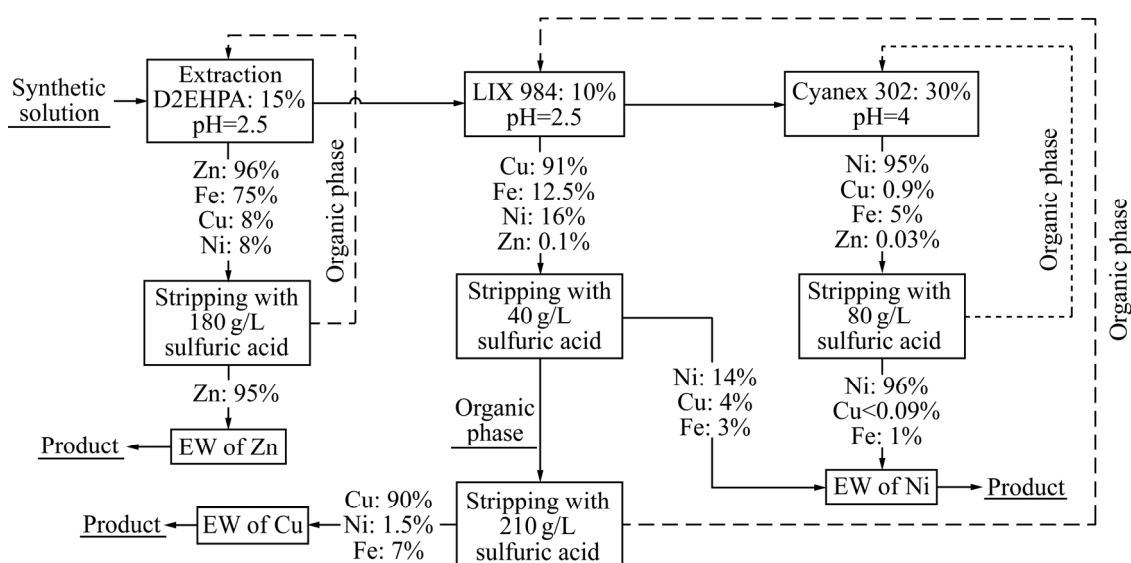 Synthetic
solution
Extraction
D2EHPA: 15%
pH=2.5
LIX 984: 10%
pH=2.5
Cyanex 302: 30%
pH=4
Zn: 96%
Fe: 75%
Cu: 8%
Ni: 8%
Organic phase
Cu: 91%
Fe: 12.5%
Ni: 16%
Zn: 0.1%
Ni: 95%
Cu: 0.9%
Fe: 5%
Zn: 0.03%
Organic phase
Organic phase
Stripping with
180 g/L
sulfuric acid
Stripping with
40 g/L
sulfuric acid
Stripping with
80 g/L
sulfuric acid
Zn: 95%
Organic
phase
Ni: 14%
Cu: 4%
Fe: 3%
Ni: 96%
Cu<0.09%
Fe: 1%
Product
EW of Zn
EW of Ni
Product
Product
EW of Cu
Cu: 90%
Ni: 1.5%
Fe: 7%
Stripping with
210 g/L
sulfuric acid